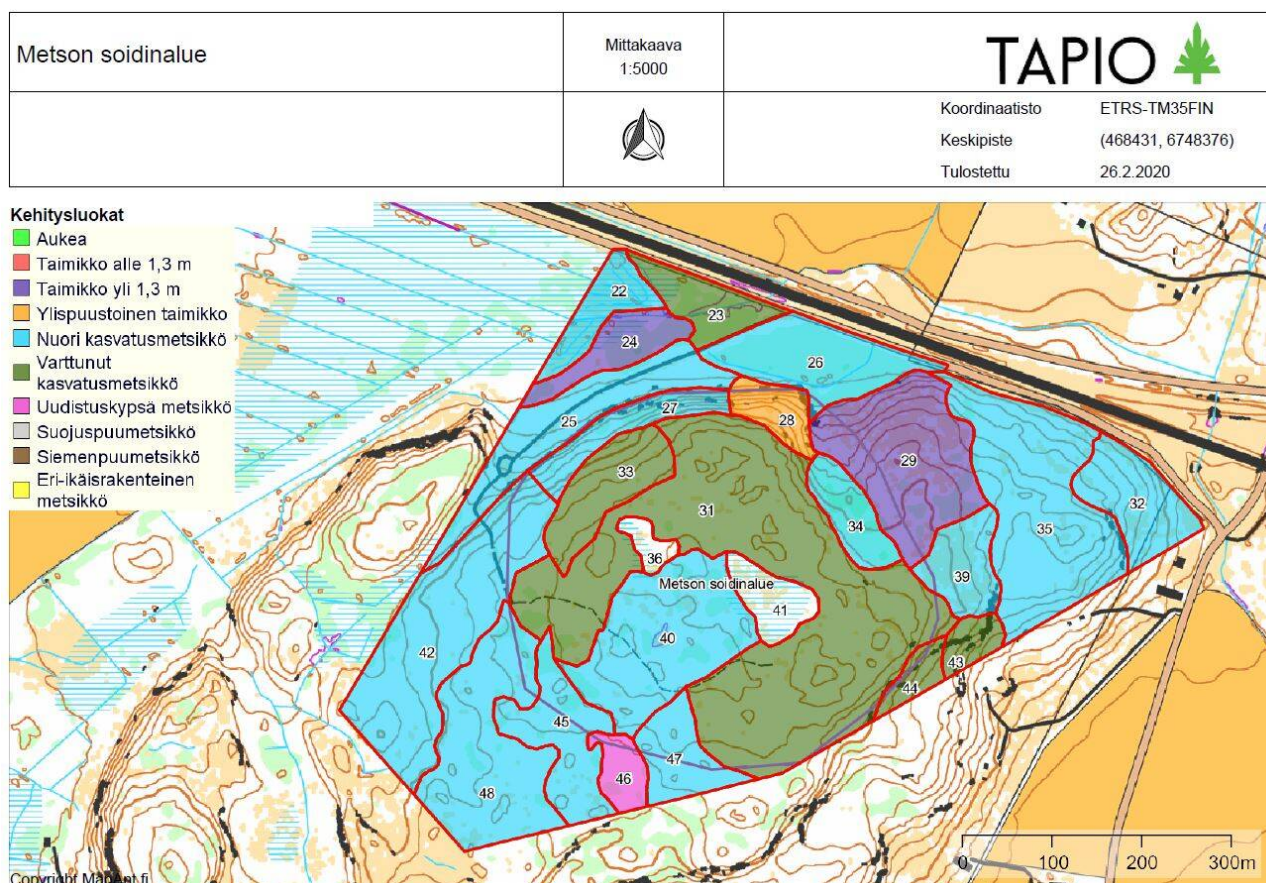 Metson soidinalue
Mittakaava
1:5000
TAPIO
Koordinaatisto ETRS-TM35FIN
Keskipiste (468431, 6748376)
Tulostettu 26.2.2020
Kehitysluokat
Aukea
Taimikko alle 1,3 m
Taimikko yli 1,3 m
Ylispuustoinen taimikko
Nuori kasvatusmetsikkö
Varttunut
kasvatusmetsikkö
Uudistuskypsä metsikkö
Suojuspuumetsikkö
Siemenpuumetsikkö
Eri-ikäisrakenteinen
metsikkö
22
23
24
26
25
27
28
29
33
31
32
34
35
36
Metson soidinalue
39
41
40
42
43
44
45
47
46
48
0 100 200 300m
Copyright MapAnt.fi